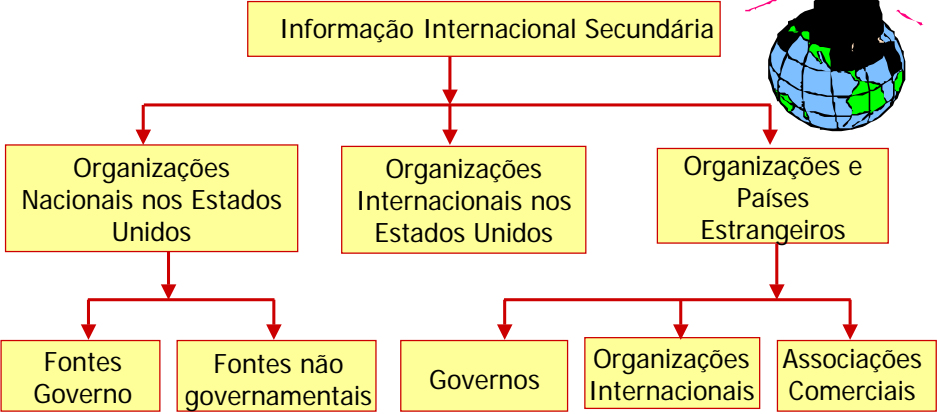 Informação Internacional Secundária
Organizações
Nacionais nos Estados
Unidos
Organizações
Internacionais nos
Estados Unidos
Organizações e
Países
Estrangeiros
Fontes
Governo
Fontes não
governamentais
Governos
Organizações
Internacionais
Associações
Comerciais